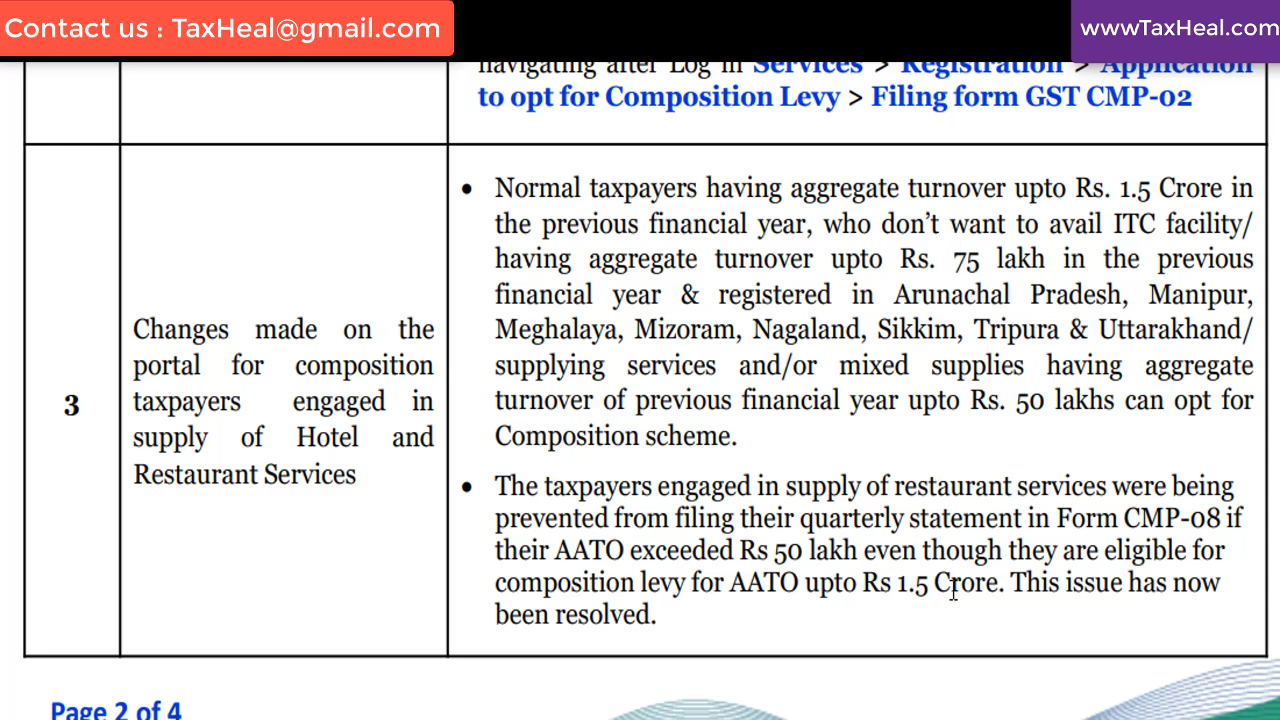 Contact us : TaxHeal@gmail.com
wwwTaxHeal.com
navigating after Log in Services > Registration > Application
to opt for Composition Levy > Filing form GST CMP-02
3
Changes made on the
portal for composition
taxpayers engaged in
supply of Hotel and
Restaurant Services
• Normal taxpayers having aggregate turnover upto Rs. 1.5 Crore in
the previous financial year, who don't want to avail ITC facility/
having aggregate turnover upto Rs. 75 lakh in the previous
financial year & registered in Arunachal Pradesh, Manipur,
Meghalaya, Mizoram, Nagaland, Sikkim, Tripura & Uttarakhand/
supplying services and/or mixed supplies having aggregate
turnover of previous financial year upto Rs. 50 lakhs can opt for
Composition scheme.
• The taxpayers engaged in supply of restaurant services were being
prevented from filing their quarterly statement in Form CMP-08 if
their AATO exceeded Rs 50 lakh even though they are eligible for
composition levy for AATO upto Rs 1.5 Crore. This issue has now
been resolved.
Page 2 of 4